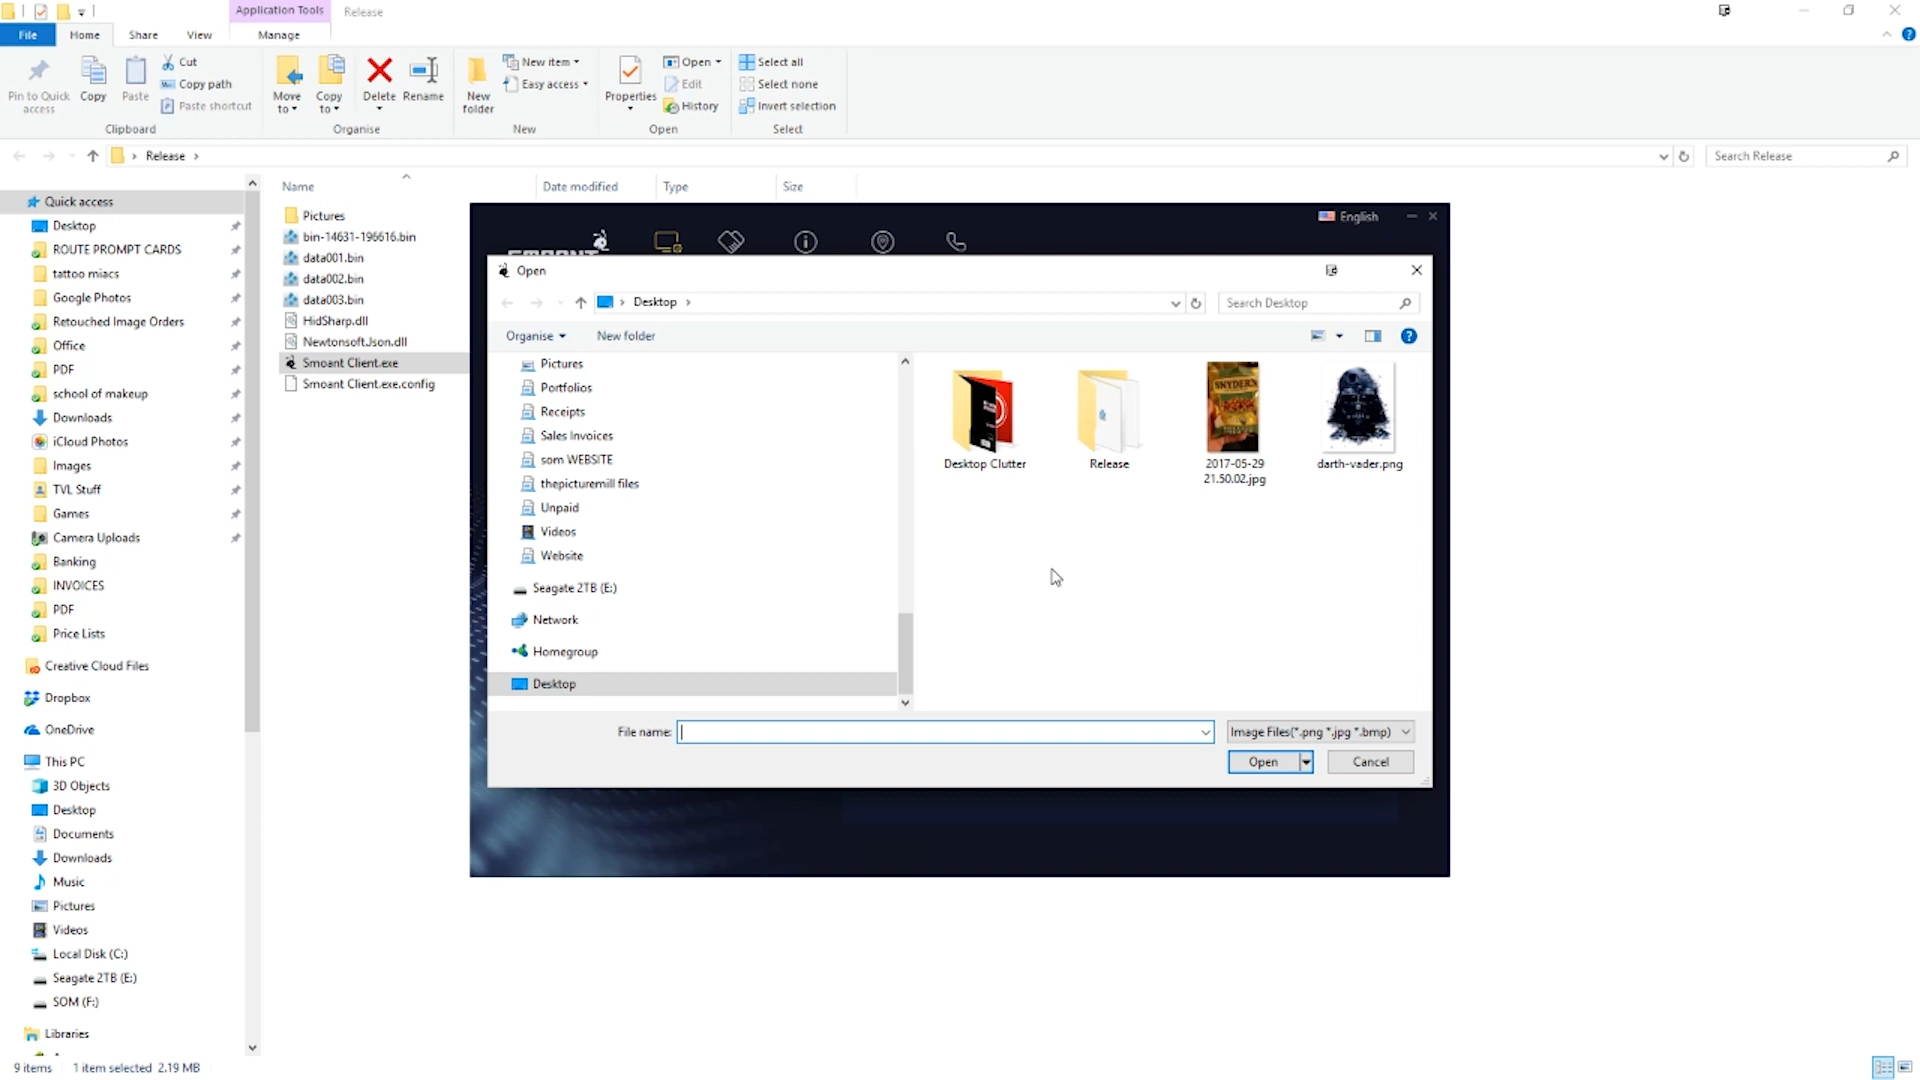 Application Tools
Release
File
Home
Share
View
Manage
Pin to Quick access
Copy
Paste
Cut
Copy path
Paste shortcut
Clipboard
Move to
Copy to
Delete
Rename
Organise
New folder
New item
Easy access
New
Properties
Open
Edit
History
Open
Select all
Select none
Invert selection
Select
Release
Search Release
Quick access
Desktop
ROUTE PROMPT CARDS
tattoo miacs
Google Photos
Retouched Image Orders
Office
PDF
school of makeup
Downloads
iCloud Photos
Images
TVL Stuff
Games
Camera Uploads
Banking
INVOICES
PDF
Price Lists
Creative Cloud Files
Dropbox
OneDrive
This PC
3D Objects
Desktop
Documents
Downloads
Music
Pictures
Videos
Local Disk (C:)
Seagate 2TB (E:)
SOM (F:)
Libraries
Name
Date modified
Type
Size
Pictures
bin-14631-196616.bin
data001.bin
data002.bin
data003.bin
HidSharp.dll
Newtonsoft.Json.dll
Smoant Client.exe
Smoant Client.exe.config
English
Open
Desktop
Search Desktop
Organise
New folder
Pictures
Portfolios
Receipts
Sales Invoices
som WEBSITE
thepicturemill files
Unpaid
Videos
Website
Seagate 2TB (E:)
Network
Homegroup
Desktop
SNYDER'S
Desktop Clutter
Release
2017-05-29
21.50.02.jpg
darth-vader.png
File name:
Image Files(*.png *.jpg *.bmp)
Open
Cancel
9 items
1 item selected 2.19 MB